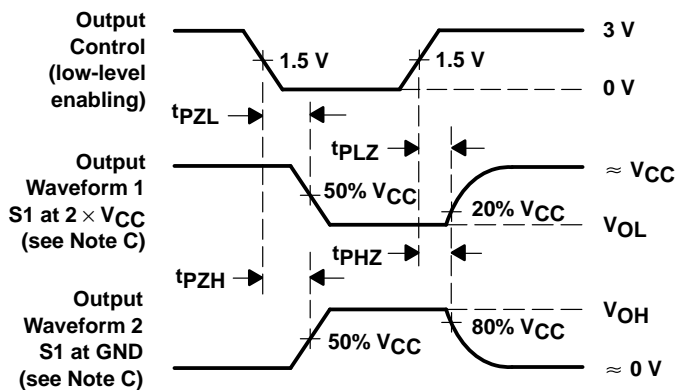 Output
Control
(low-level
enabling)
1.5 V
1.5 V
3 V
0 V
tPZL
tPLZ
Output
Waveform 1
S1 at 2 × VCC
(see Note C)
50% VCC
20% VCC
≈ VCC
VOL
tPZH
tPHZ
Output
Waveform 2
S1 at GND
(see Note C)
50% VCC
80% VCC
VOH
≈ 0 V